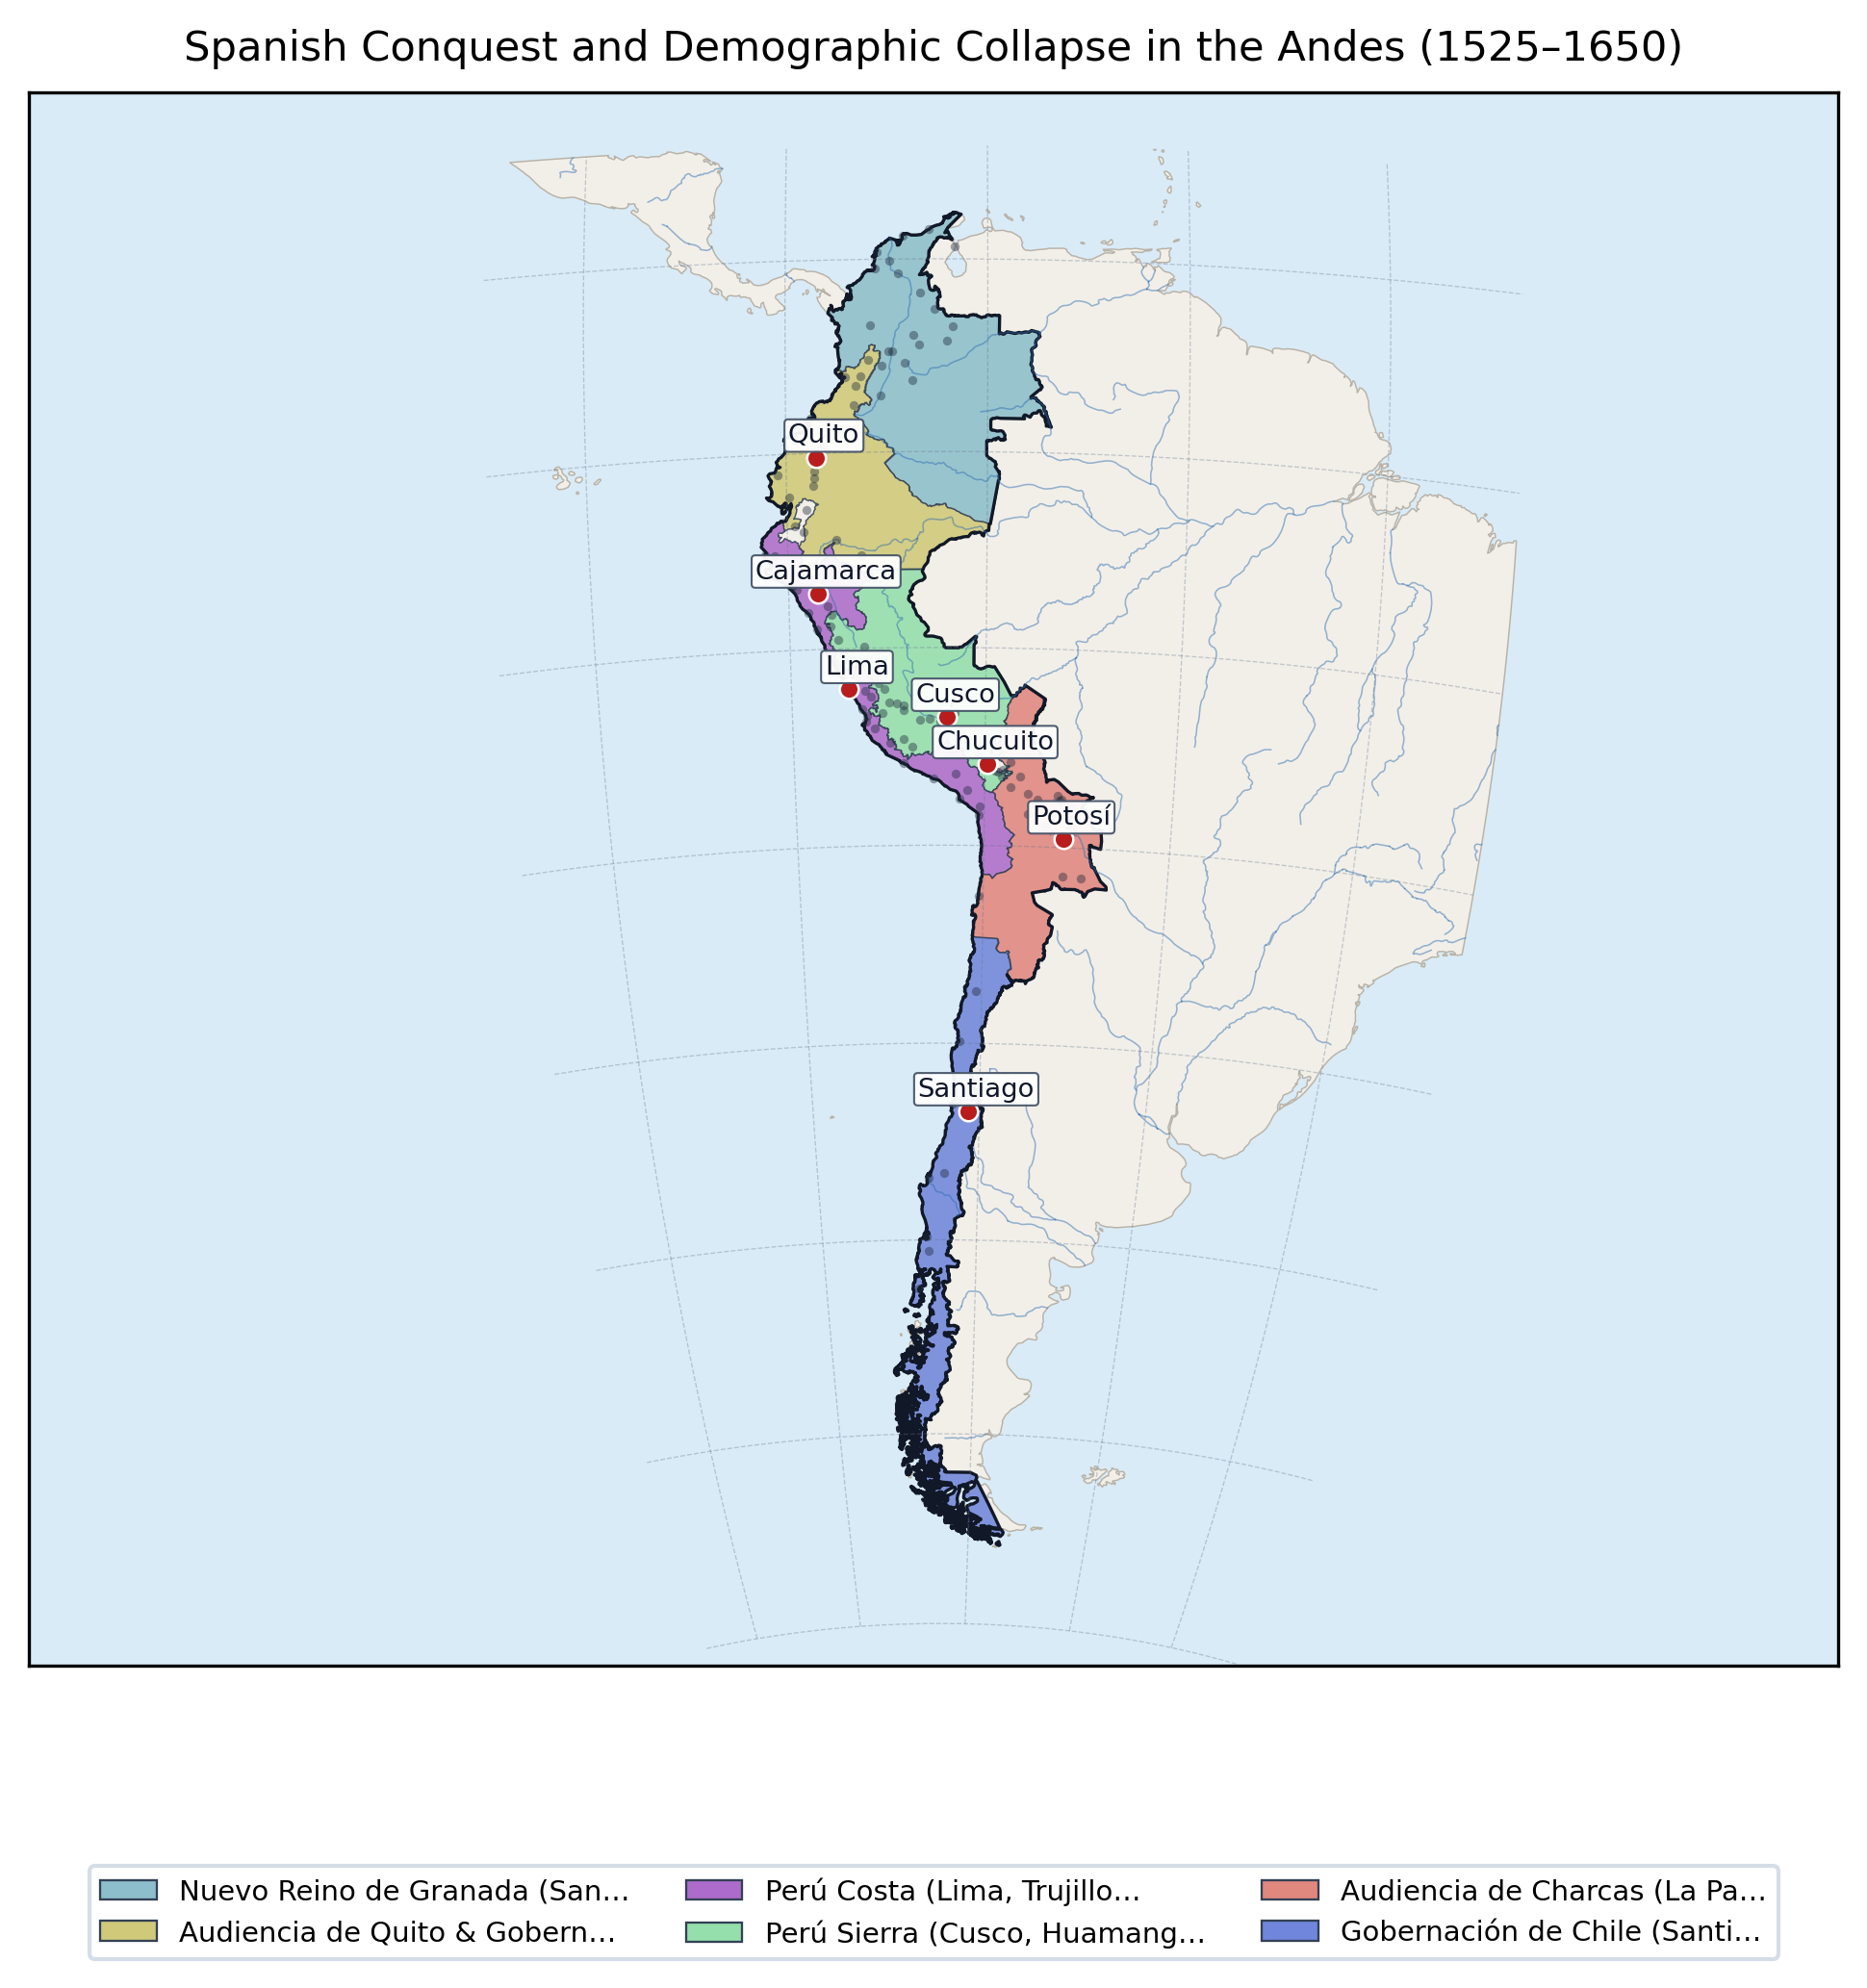 Spanish Conquest and Demographic Collapse in the Andes (1525–1650)
Quito
Cajamarca
Lima
Cusco
Chucuito
Potosí
Santiago
Nuevo Reino de Granada (San...
Audiencia de Quito & Gobern...
Perú Costa (Lima, Trujillo...
Perú Sierra (Cusco, Huamang...
Audiencia de Charcas (La Pa...
Gobernación de Chile (Santi...